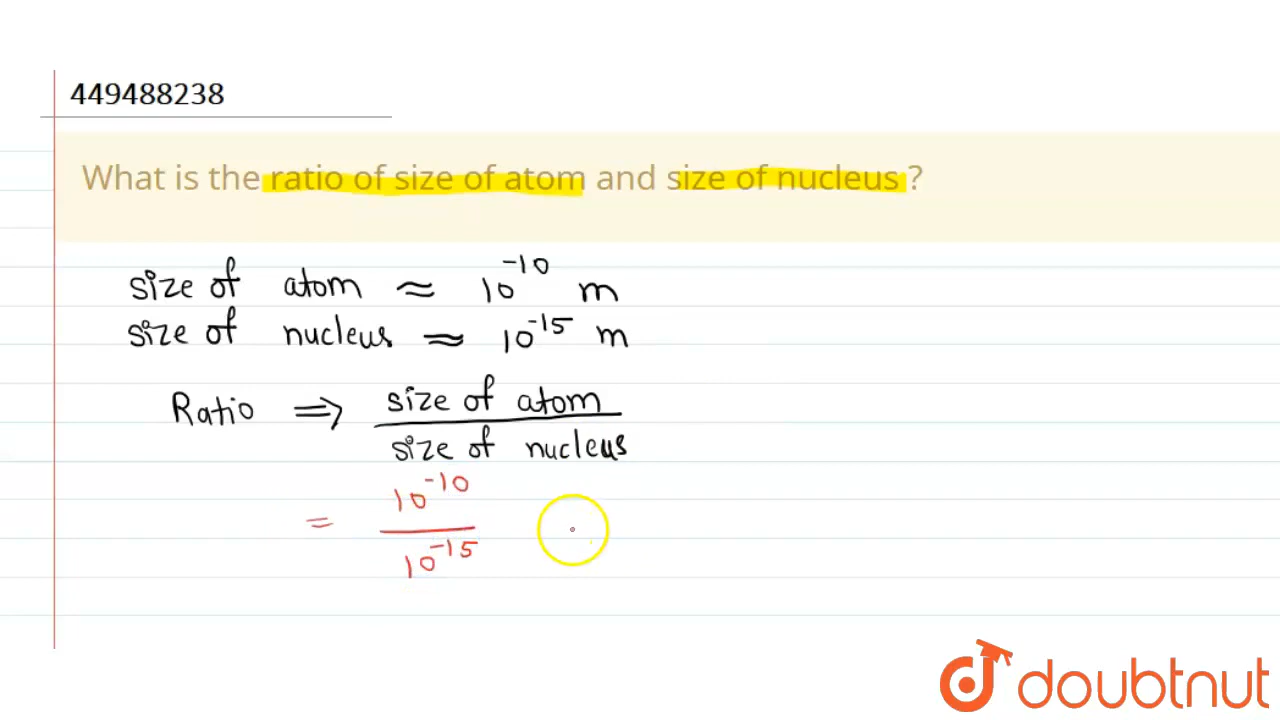 449488238
What is the ratio of size of atom and size of nucleus ?
size of atom ≈ 10⁻¹⁰ m
size of nucleus ≈ 10⁻¹⁵ m
Ratio ⇒ size of atom
size of nucleus
= 10⁻¹⁰
10⁻¹⁵
doubtnut